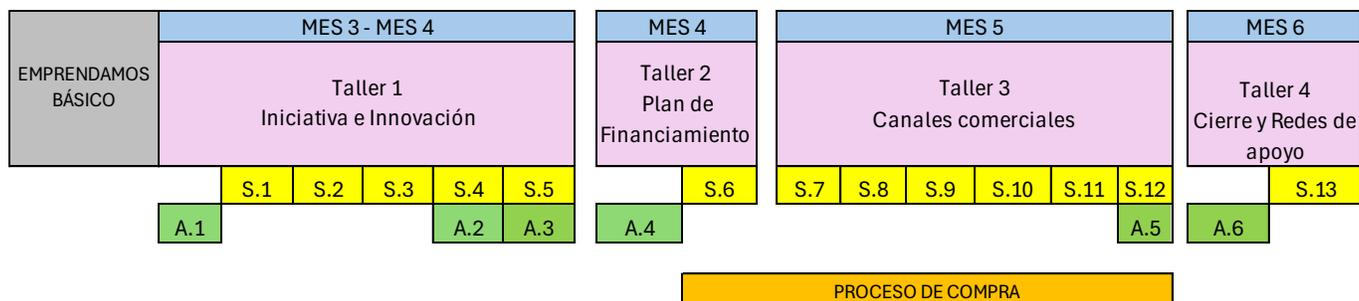 MES 3 - MES 4
MES 4
MES 5
MES 6
EMPRENDAMOS
BÁSICO
Taller 1
Iniciativa e Innovación
Taller 2
Plan de
Financiamiento
Taller 3
Canales comerciales
Taller 4
Cierre y Redes de
apoyo
S.1
S.2
S.3
S.4
S.5
S.6
S.7
S.8
S.9
S.10
S.11
S.12
S.13
A.1
A.2
A.3
A.4
A.5
A.6
PROCESO DE COMPRA